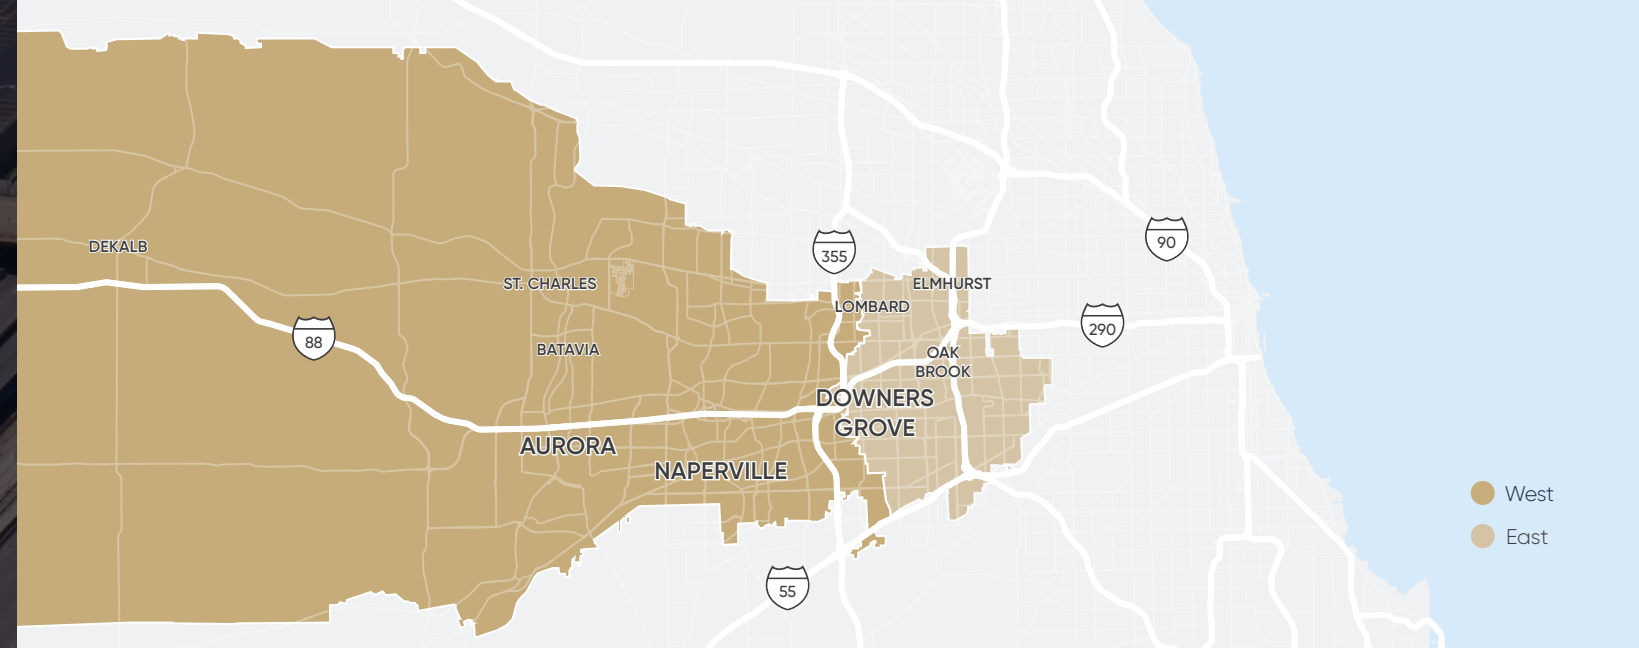 DEKALB
ST. CHARLES
355
ELMHURST
90
LOMBARD
290
88
BATAVIA
OAK
BROOK
DOWNERS
GROVE
AURORA
NAPERVILLE
West
East
55